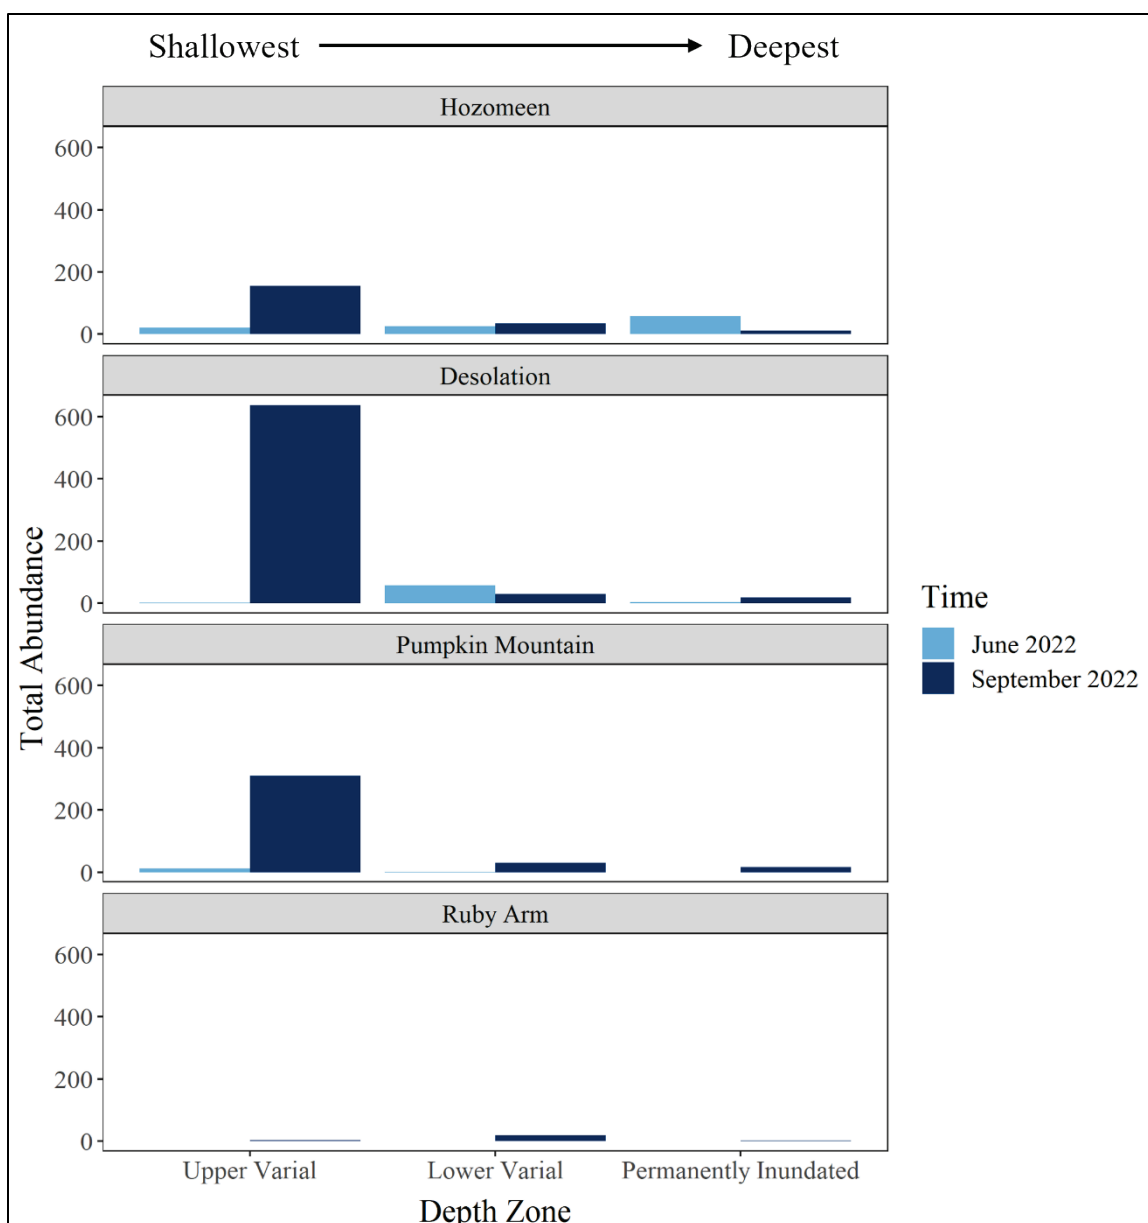 Shallowest Deepest
Hozomeen
600
400
200
0
Desolation
600
400
200
0
Pumpkin Mountain
600
400
200
0
Ruby Arm
600
400
200
0
Total Abundance
Upper Varial Lower Varial Permanently Inundated
Depth Zone
Time
June 2022
September 2022